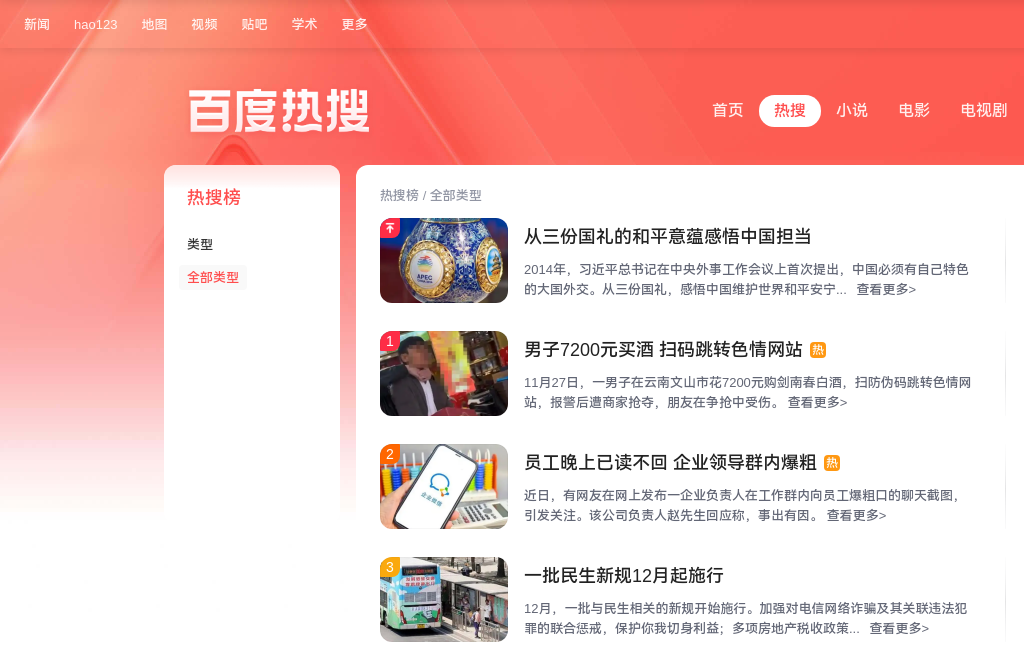 新闻 hao123 地图 视频 贴吧 学术 更多
百度热搜
首页 热搜 小说 电影 电视剧
热搜榜
类型
全部类型
热搜榜 / 全部类型
APEC
从三份国礼的和平意蕴感悟中国担当
2014年，习近平总书记在中央外事工作会议上首次提出，中国必须有自己特色
的大国外交。从三份国礼，感悟中国维护世界和平安宁... 查看更多>
1
男子7200元买酒 扫码跳转色情网站 热
11月27日，一男子在云南文山市花7200元购剑南春白酒，扫防伪码跳转色情网
站，报警后遭商家抢夺，朋友在争抢中受伤。 查看更多>
2
企业微信
员工晚上已读不回 企业领导群内爆粗 热
近日，有网友在网上发布一企业负责人在工作群内向员工爆粗口的聊天截图，
引发关注。该公司负责人赵先生回应称，事出有因。 查看更多>
3
一批民生新规12月起施行
12月，一批与民生相关的新规开始施行。加强对电信网络诈骗及其关联违法犯
罪的联合惩戒，保护你我切身利益；多项房地产税收政策... 查看更多>